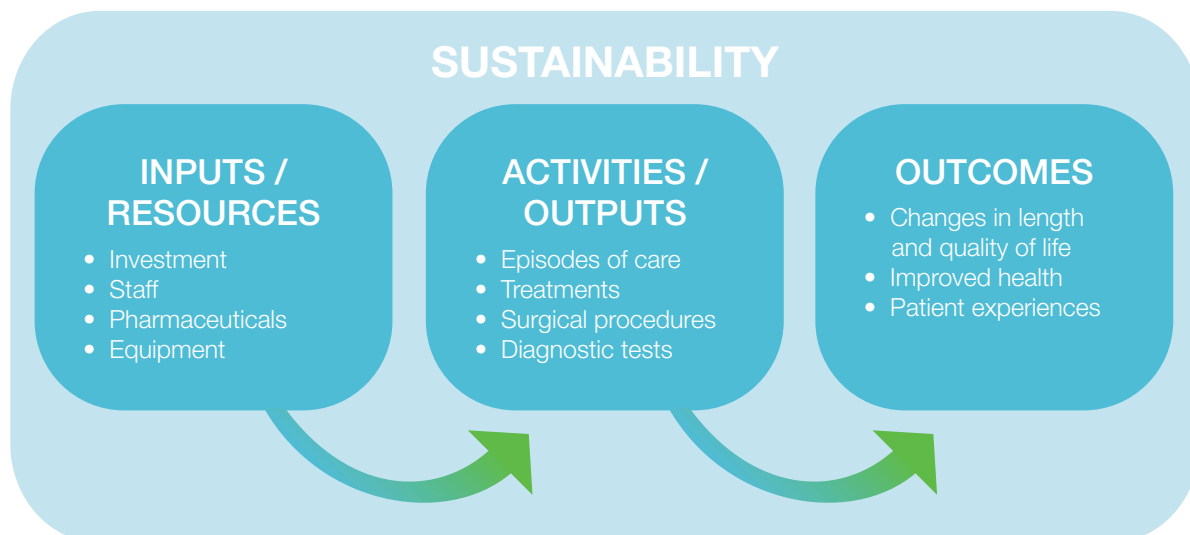 SUSTAINABILITY
INPUTS /
RESOURCES
• Investment
• Staff
• Pharmaceuticals
• Equipment
ACTIVITIES /
OUTPUTS
• Episodes of care
• Treatments
• Surgical procedures
• Diagnostic tests
OUTCOMES
• Changes in length
and quality of life
• Improved health
• Patient experiences